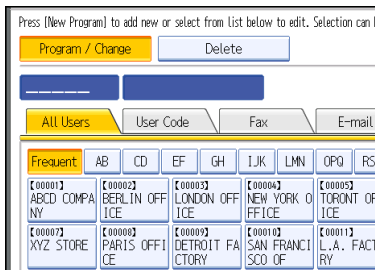 Press [New Program] to add new or select from list below to edit. Selection can
Program / Change Delete
_____
All Users User Code Fax E-mail
Frequent AB CD EF GH IJK LMN OPQ RS
[00001] [00002] [00003] [00004] [00005]
ABCD COMPA BERLIN OFF LONDON OFF NEW YORK O TORONT OF
NY ICE ICE FFICE ICE
[00007] [00008] [00009] [00010] [00011]
XYZ STORE PARIS OFFI DETROIT FA SAN FRANCI L.A. FACT
CE CTORY SCO OF RY